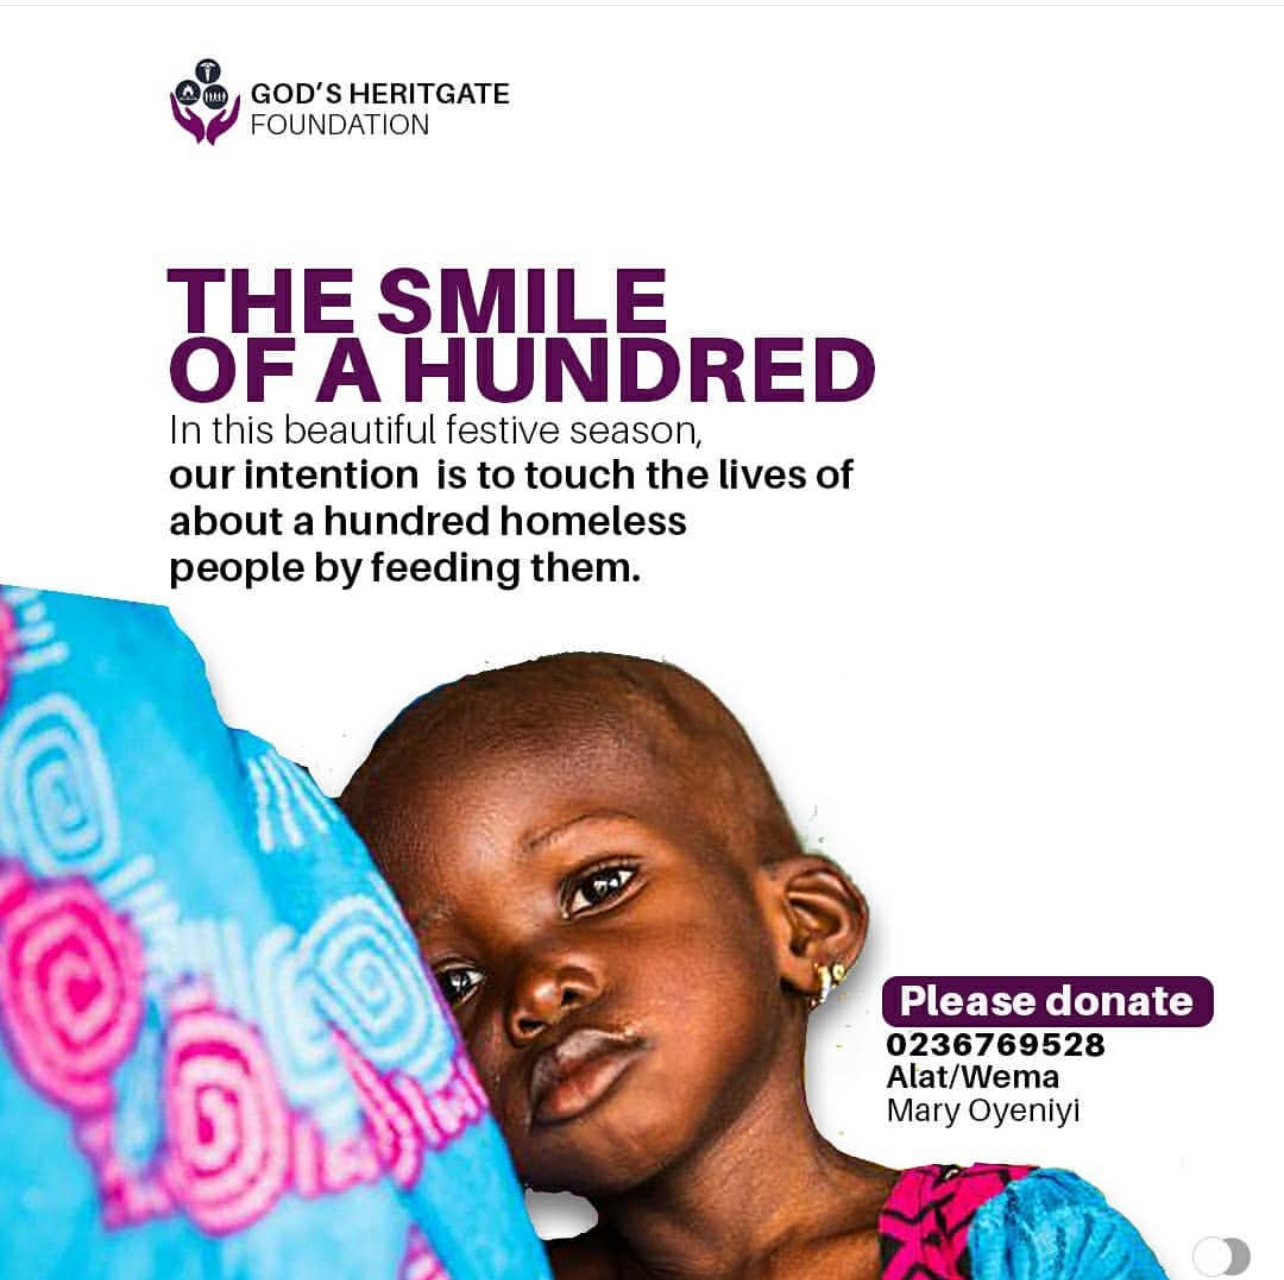 GOD'S HERITGATE
FOUNDATION
THE SMILE
OF A HUNDRED
In this beautiful festive season,
our intention is to touch the lives of
about a hundred homeless
people by feeding them.
Please donate
0236769528
Alat/Wema
Mary Oyeniyi